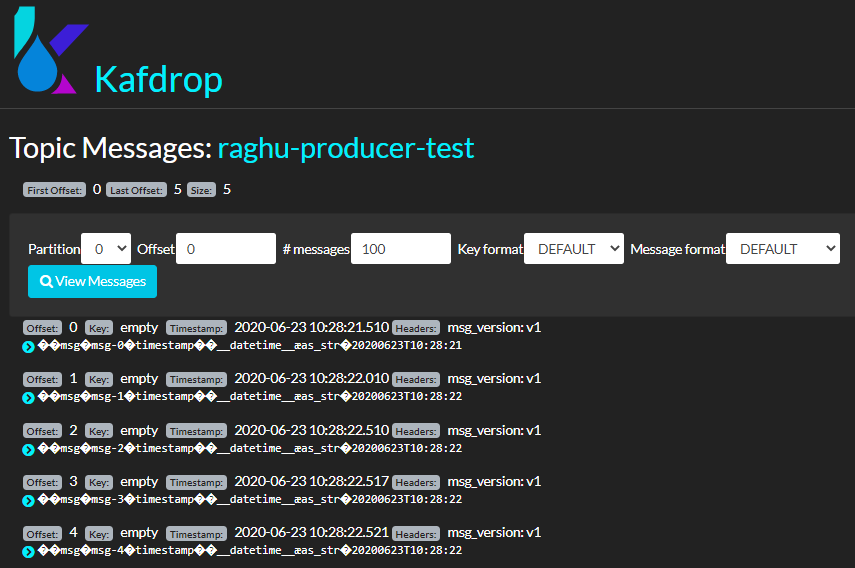 Kafdrop
Topic Messages: raghu-producer-test
First Offset: 0 Last Offset: 5 Size: 5
Partition 0 Offset 0 # messages 100 Key format DEFAULT Message format DEFAULT
View Messages
Offset: 0 Key: empty Timestamp: 2020-06-23 10:28:21.510 Headers: msg_version: v1
��msg�msg-0�timestamp��__datetime__æas_str�20200623T10:28:21
Offset: 1 Key: empty Timestamp: 2020-06-23 10:28:22.010 Headers: msg_version: v1
��msg�msg-1�timestamp��__datetime__æas_str�20200623T10:28:22
Offset: 2 Key: empty Timestamp: 2020-06-23 10:28:22.510 Headers: msg_version: v1
��msg�msg-2�timestamp��__datetime__æas_str�20200623T10:28:22
Offset: 3 Key: empty Timestamp: 2020-06-23 10:28:22.517 Headers: msg_version: v1
��msg�msg-3�timestamp��__datetime__æas_str�20200623T10:28:22
Offset: 4 Key: empty Timestamp: 2020-06-23 10:28:22.521 Headers: msg_version: v1
��msg�msg-4�timestamp��__datetime__æas_str�20200623T10:28:22